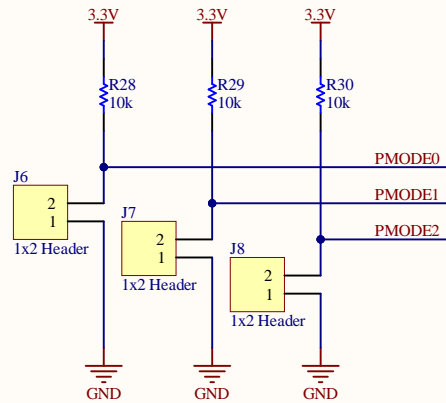 3.3V 3.3V 3.3V
R28 R29 R30
10k 10k 10k
PMODE0
J6
2
1
1x2 Header
PMODE1
J7
2
1
1x2 Header
PMODE2
J8
2
1
1x2 Header
GND GND GND